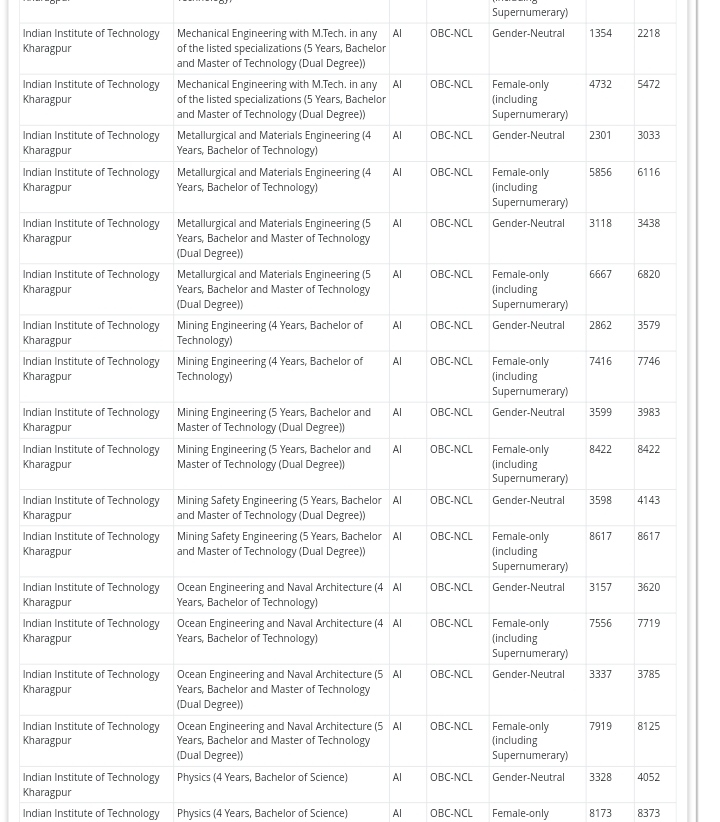 (including
Supernumerary)
Indian Institute of Technology Mechanical Engineering with M.Tech. in any AI OBC-NCL Gender-Neutral 1354 2218
Kharagpur of the listed specializations (5 Years, Bachelor
and Master of Technology (Dual Degree))
Indian Institute of Technology Mechanical Engineering with M.Tech. in any AI OBC-NCL Female-only 4732 5472
Kharagpur of the listed specializations (5 Years, Bachelor (including
and Master of Technology (Dual Degree)) Supernumerary)
Indian Institute of Technology Metallurgical and Materials Engineering (4 AI OBC-NCL Gender-Neutral 2301 3033
Kharagpur Years, Bachelor of Technology)
Indian Institute of Technology Metallurgical and Materials Engineering (4 AI OBC-NCL Female-only 5856 6116
Kharagpur Years, Bachelor of Technology) (including
Supernumerary)
Indian Institute of Technology Metallurgical and Materials Engineering (5 AI OBC-NCL Gender-Neutral 3118 3438
Kharagpur Years, Bachelor and Master of Technology
(Dual Degree))
Indian Institute of Technology Metallurgical and Materials Engineering (5 AI OBC-NCL Female-only 6667 6820
Kharagpur Years, Bachelor and Master of Technology (including
(Dual Degree)) Supernumerary)
Indian Institute of Technology Mining Engineering (4 Years, Bachelor of AI OBC-NCL Gender-Neutral 2862 3579
Kharagpur Technology)
Indian Institute of Technology Mining Engineering (4 Years, Bachelor of AI OBC-NCL Female-only 7416 7746
Kharagpur Technology) (including
Supernumerary)
Indian Institute of Technology Mining Engineering (5 Years, Bachelor and AI OBC-NCL Gender-Neutral 3599 3983
Kharagpur Master of Technology (Dual Degree))
Indian Institute of Technology Mining Engineering (5 Years, Bachelor and AI OBC-NCL Female-only 8422 8422
Kharagpur Master of Technology (Dual Degree)) (including
Supernumerary)
Indian Institute of Technology Mining Safety Engineering (5 Years, Bachelor AI OBC-NCL Gender-Neutral 3598 4143
Kharagpur and Master of Technology (Dual Degree))
Indian Institute of Technology Mining Safety Engineering (5 Years, Bachelor AI OBC-NCL Female-only 8617 8617
Kharagpur and Master of Technology (Dual Degree)) (including
Supernumerary)
Indian Institute of Technology Ocean Engineering and Naval Architecture (4 AI OBC-NCL Gender-Neutral 3157 3620
Kharagpur Years, Bachelor of Technology)
Indian Institute of Technology Ocean Engineering and Naval Architecture (4 AI OBC-NCL Female-only 7556 7719
Kharagpur Years, Bachelor of Technology) (including
Supernumerary)
Indian Institute of Technology Ocean Engineering and Naval Architecture (5 AI OBC-NCL Gender-Neutral 3337 3785
Kharagpur Years, Bachelor and Master of Technology
(Dual Degree))
Indian Institute of Technology Ocean Engineering and Naval Architecture (5 AI OBC-NCL Female-only 7919 8125
Kharagpur Years, Bachelor and Master of Technology (including
(Dual Degree)) Supernumerary)
Indian Institute of Technology Physics (4 Years, Bachelor of Science) AI OBC-NCL Gender-Neutral 3328 4052
Kharagpur
Indian Institute of Technology Physics (4 Years, Bachelor of Science) AI OBC-NCL Female-only 8173 8373